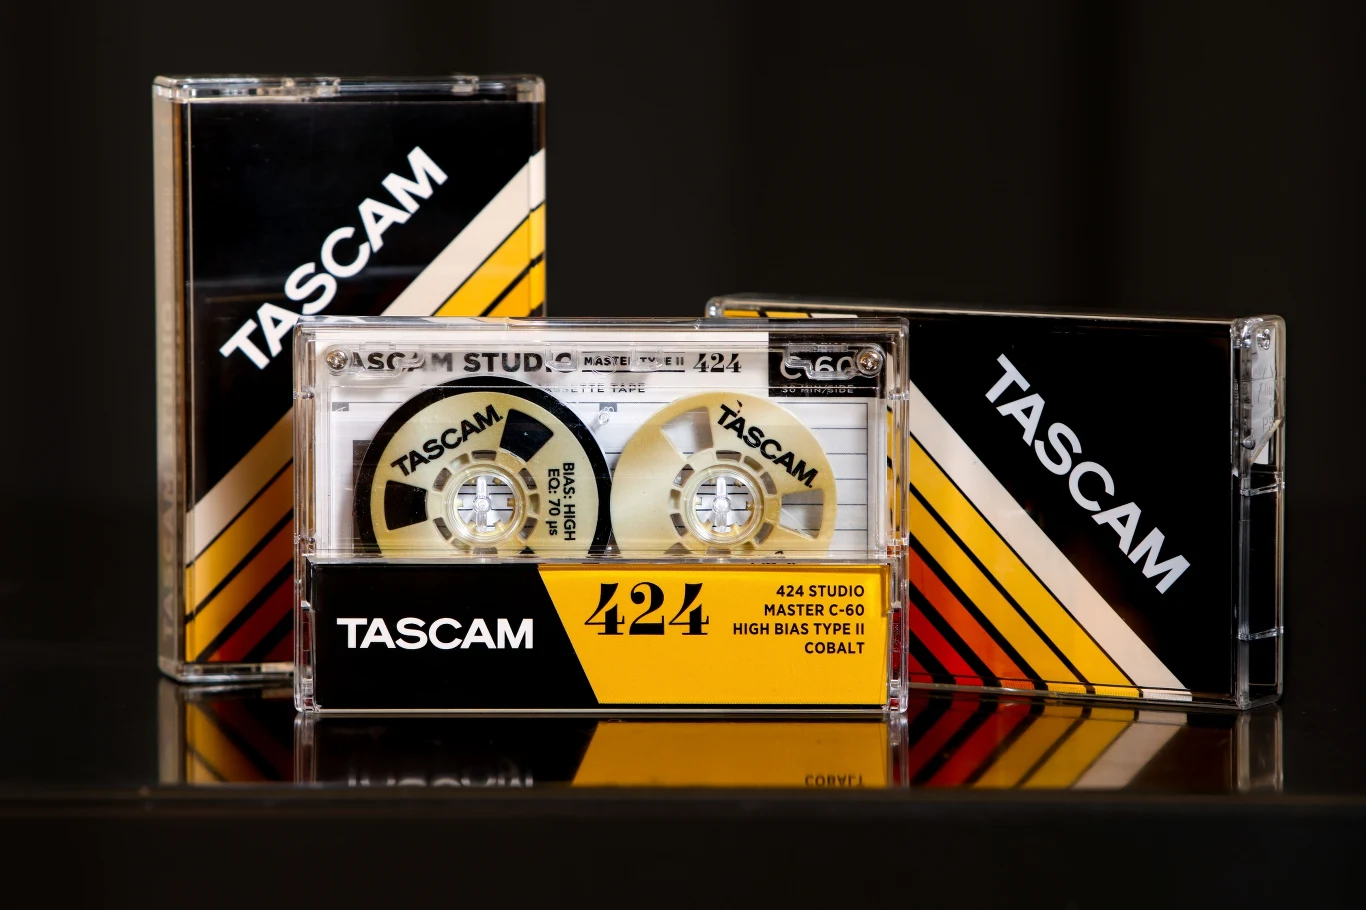 TASCAM
TASCAM STUDIO MASTER TYPE II 424
C-60
CASSETTE TAPE
30 MIN/SIDE
TASCAM
BIAS: HIGH
EQ: 70 µs
TASCAM
TASCAM
424
424 STUDIO
MASTER C-60
HIGH BIAS TYPE II
COBALT
TASCAM